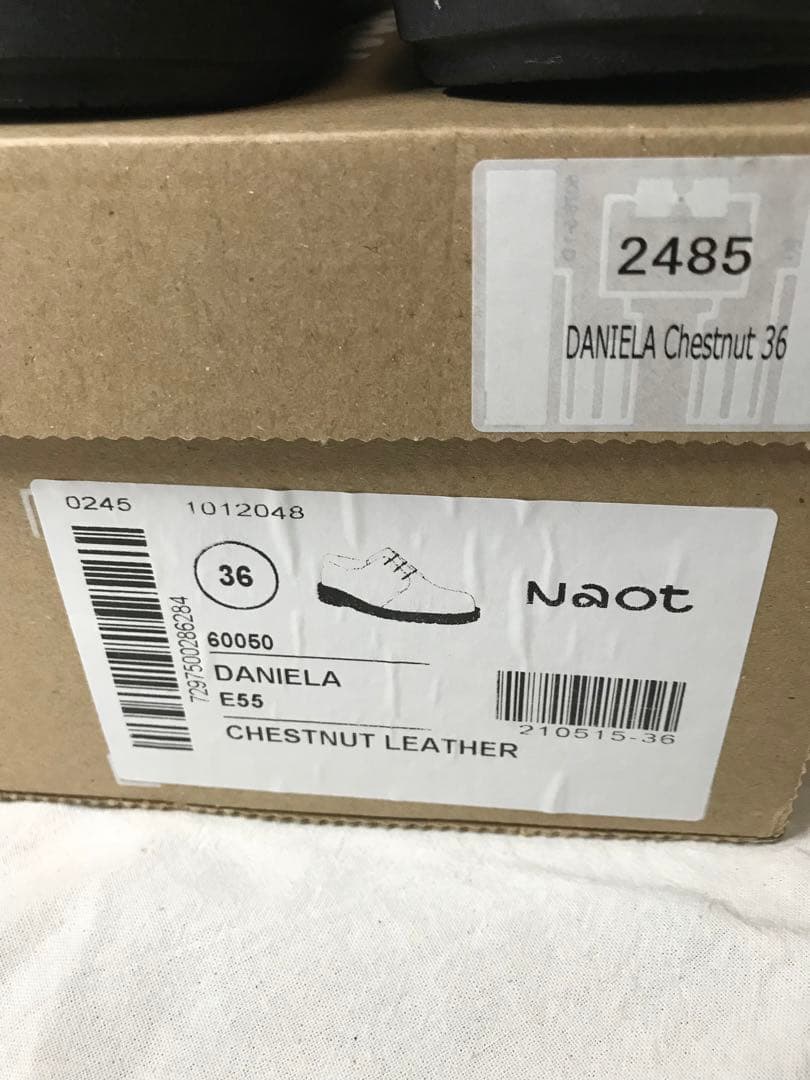 2485
DANIELA Chestnut 36
0245 1012048
36
Naot
7297500286284
60050
DANIELA
E55
CHESTNUT LEATHER
210515-36